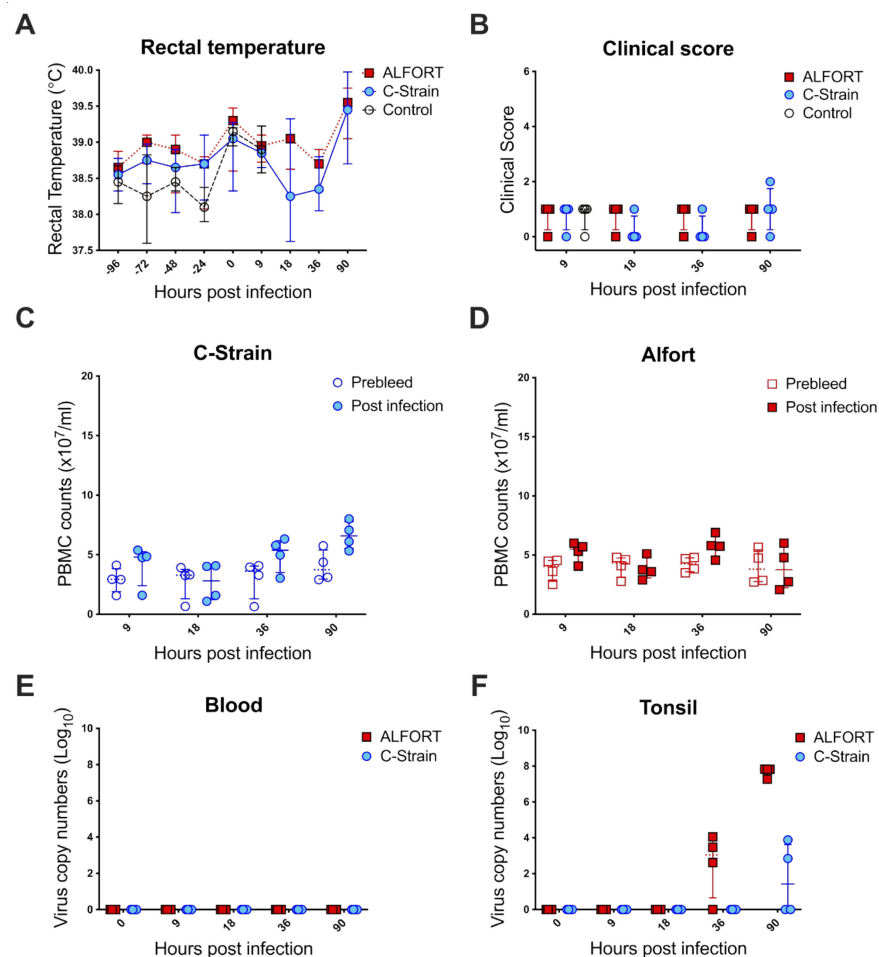 A
Rectal temperature
Rectal Temperature (°C)
40.0
39.5
39.0
38.5
38.0
37.5
ALFORT
C-Strain
Control
-96
-72
-48
-24
0
9
18
36
90
Hours post infection
B
Clinical score
Clinical Score
6
4
2
0
ALFORT
C-Strain
Control
9
18
36
90
Hours post infection
C
C-Strain
PBMC counts (x10⁷/ml)
20
15
10
5
0
Prebleed
Post infection
9
18
36
90
Hours post infection
D
Alfort
PBMC counts (x10⁷/ml)
20
15
10
5
0
Prebleed
Post infection
9
18
36
90
Hours post infection
E
Blood
Virus copy numbers (Log₁₀)
10
8
6
4
2
0
ALFORT
C-Strain
0
9
18
36
90
Hours post infection
F
Tonsil
Virus copy numbers (Log₁₀)
10
8
6
4
2
0
ALFORT
C-Strain
0
9
18
36
90
Hours post infection